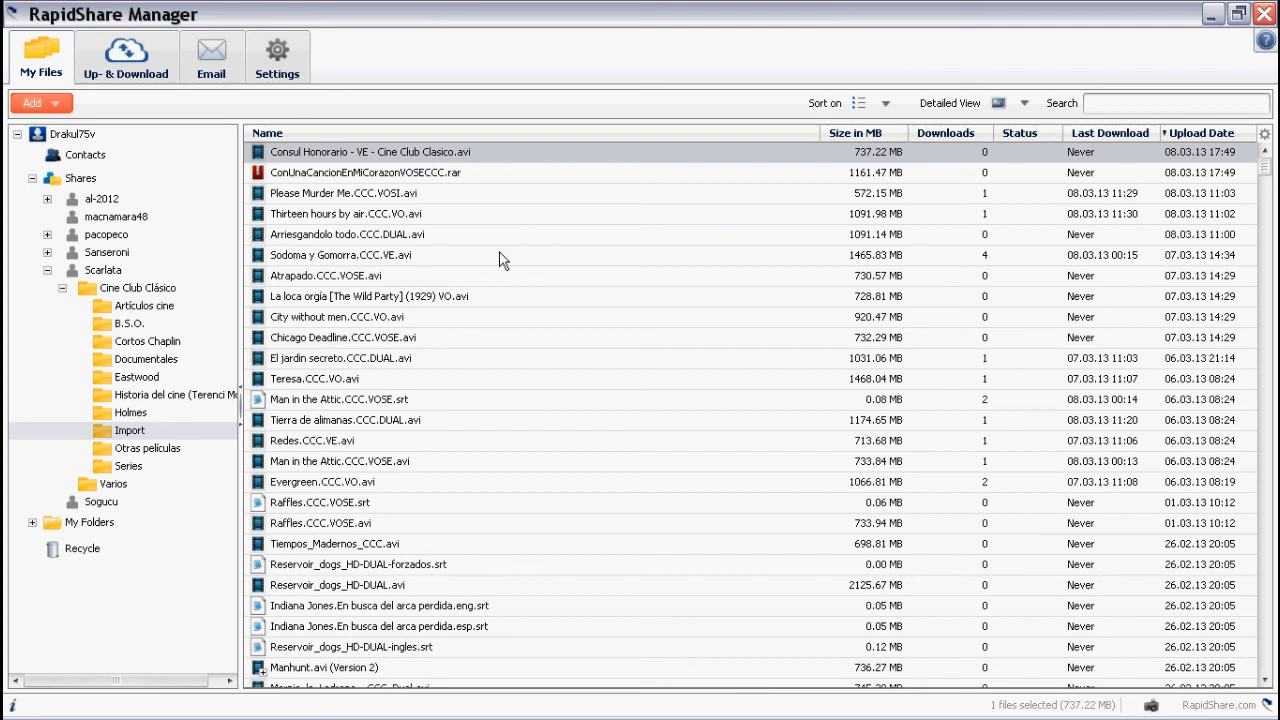 RapidShare Manager
My Files
Up- & Download
Email
Settings
Add
Sort on
Detailed View
Search
Drakul75v
Contacts
Shares
al-2012
macnamara48
pacopeco
Sanseroni
Scarlata
Cine Club Clásico
Artículos cine
B.S.O.
Cortos Chaplin
Documentales
Eastwood
Historia del cine (Terenci Mo
Holmes
Import
Otras películas
Series
Varios
Sogucu
My Folders
Recycle
Name Size in MB Downloads Status Last Download Upload Date
Consul Honorario - VE - Cine Club Clasico.avi 737.22 MB 0 Never 08.03.13 17:49
ConUnaCancionEnMiCorazonVOSECCC.rar 1161.47 MB 0 Never 08.03.13 17:49
Please Murder Me.CCC.VOSI.avi 572.15 MB 1 08.03.13 11:29 08.03.13 11:03
Thirteen hours by air.CCC.VO.avi 1091.98 MB 1 08.03.13 11:30 08.03.13 11:02
Arriesgandolo todo.CCC.DUAL.avi 1091.14 MB 0 Never 08.03.13 11:00
Sodoma y Gomorra.CCC.VE.avi 1465.83 MB 4 08.03.13 00:15 07.03.13 14:34
Atrapado.CCC.VOSE.avi 730.57 MB 0 Never 07.03.13 14:29
La loca orgía [The Wild Party] VO.avi 728.81 MB 0 Never 07.03.13 14:29
City without men.CCC.VO.avi 920.47 MB 0 Never 07.03.13 14:29
Chicago Deadline.CCC.VOSE.avi 732.29 MB 0 Never 07.03.13 14:29
El jardin secreto.CCC.DUAL.avi 1031.06 MB 1 07.03.13 11:03 06.03.13 21:14
Teresa.CCC.VO.avi 1468.04 MB 1 07.03.13 11:07 06.03.13 08:24
Man in the Attic.CCC.VOSE.srt 0.08 MB 2 08.03.13 00:14 06.03.13 08:24
Tierra de alimanas.CCC.DUAL.avi 1174.65 MB 1 08.03.13 11:20 06.03.13 08:24
Redes.CCC.VE.avi 713.68 MB 1 07.03.13 11:06 06.03.13 08:24
Man in the Attic.CCC.VOSE.avi 733.84 MB 1 08.03.13 00:13 06.03.13 08:24
Evergreen.CCC.VO.avi 1066.81 MB 2 07.03.13 11:08 06.03.13 08:19
Raffles.CCC.VOSE.srt 0.06 MB 0 Never 01.03.13 10:12
Raffles.CCC.VOSE.avi 733.94 MB 0 Never 01.03.13 10:12
Tiempos_Madernos_CCC.avi 698.81 MB 0 Never 26.02.13 20:05
Reservoir_dogs_HD-DUAL-forzados.srt 0.00 MB 0 Never 26.02.13 20:05
Reservoir_dogs_HD-DUAL.avi 2125.67 MB 0 Never 26.02.13 20:05
Indiana Jones.En busca del arca perdida.eng.srt 0.05 MB 0 Never 26.02.13 20:05
Indiana Jones.En busca del arca perdida.esp.srt 0.05 MB 0 Never 26.02.13 20:05
Reservoir_dogs_HD-DUAL-ingles.srt 0.12 MB 0 Never 26.02.13 20:05
Manhunt.avi (Version 2) 736.27 MB 0 Never 26.02.13 20:05
1 files selected (737.22 MB)
RapidShare.com